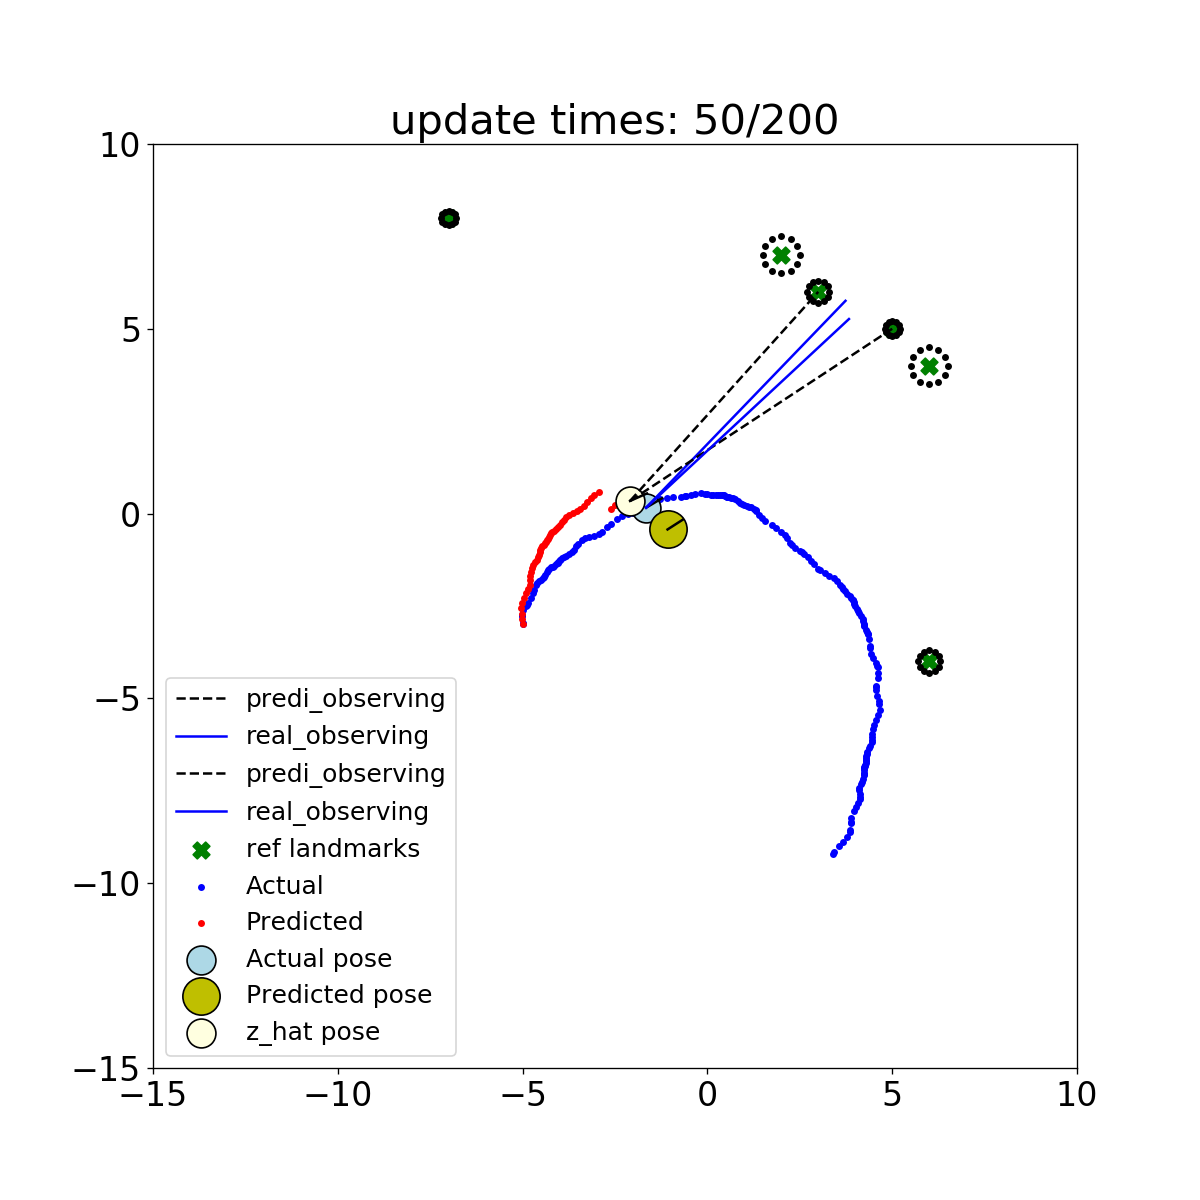 update times: 50/200
10
5
0
−5
−10
−15
−15
−10
−5
0
5
10
predi_observing
real_observing
predi_observing
real_observing
ref landmarks
Actual
Predicted
Actual pose
Predicted pose
z_hat pose